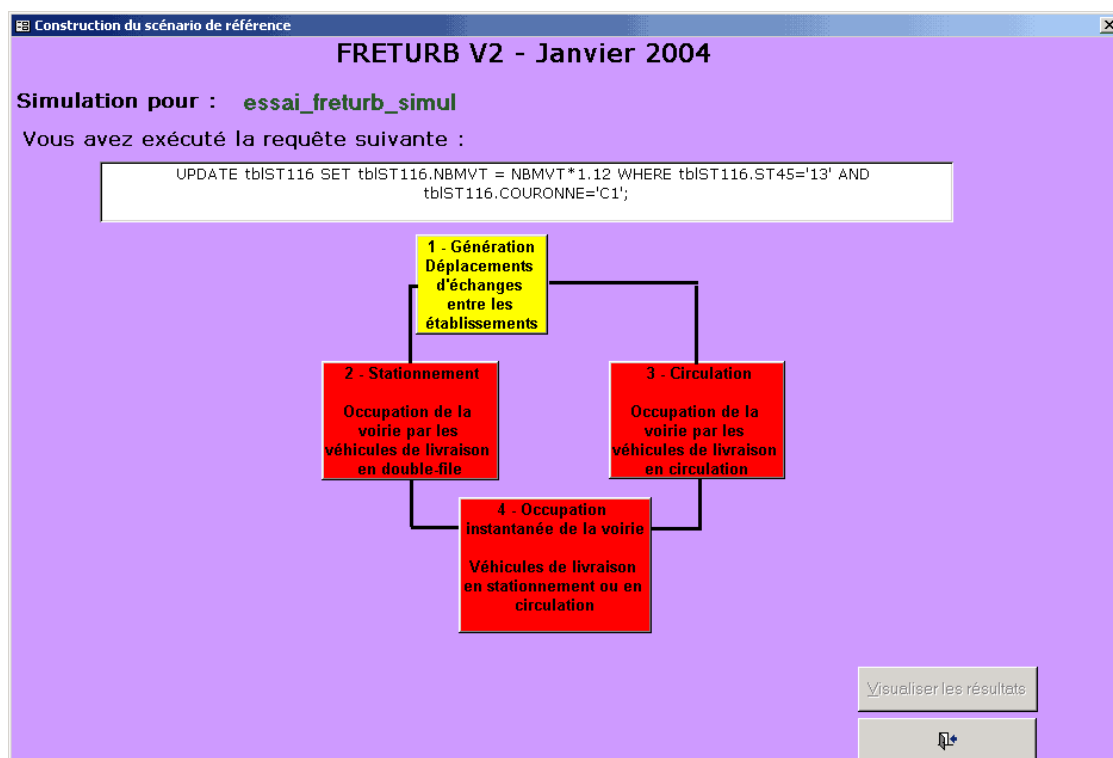 Construction du scénario de référence
FRETURB V2 - Janvier 2004
Simulation pour : essai_freturb_simul
Vous avez exécuté la requête suivante :
UPDATE tblST116 SET tblST116.NBMVT = NBMVT*1.12 WHERE tblST116.ST45='13' AND
tblST116.COURONNE='C1';
1 - Génération
Déplacements
d'échanges
entre les
établissements
2 - Stationnement
Occupation de la
voirie par les
véhicules de livraison
en double-file
3 - Circulation
Occupation de la
voirie par les
véhicules de livraison
en circulation
4 - Occupation
instantanée de la voirie
Véhicules de livraison
en stationnement ou en
circulation
Visualiser les résultats